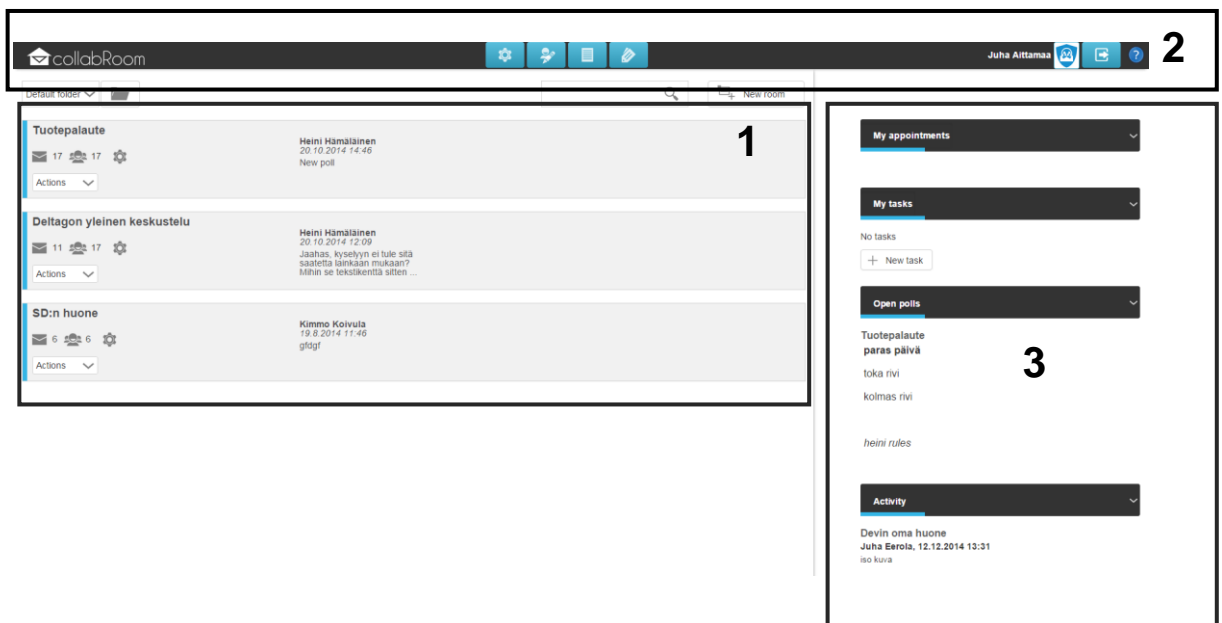 collabRoom
Juha Aittamaa
?
2
Default folder
New room
1
Tuotepalaute
17 17
Actions
Heini Hämäläinen
20.10.2014 14:46
New poll
Deltagon yleinen keskustelu
11 17
Actions
Heini Hämäläinen
20.10.2014 12:09
Jaahas, kyselyyn ei tule sitä
saatetta lainkaan mukaan?
Mihin se tekstikenttä sitten ...
SD:n huone
6 6
Actions
Kimmo Koivula
19.8.2014 11:46
gfdgf
My appointments
My tasks
No tasks
New task
Open polls
Tuotepalaute
paras päivä
toka rivi
kolmas rivi
heini rules
3
Activity
Devin oma huone
Juha Eerola, 12.12.2014 13:31
iso kuva